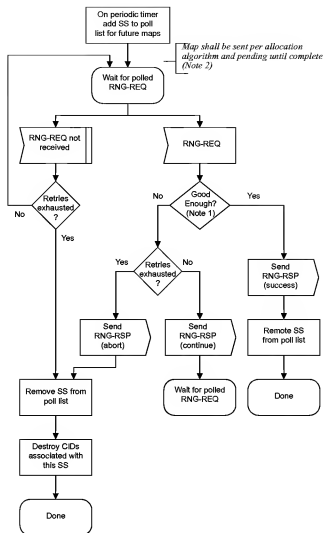 On periodic timer
add SS to poll
list for future maps
Map shall be sent per allocation
algorithm and pending until complete
(Note 2)
Wait for polled
RNG-REQ
RNG-REQ not
received
RNG-REQ
Retries
exhausted
?
No
Yes
Good
Enough?
(Note 1)
No
Yes
Retries
exhausted
?
Yes
No
Send
RNG-RSP
(success)
Send
RNG-RSP
(abort)
Send
RNG-RSP
(continue)
Remote SS
from poll list
Remove SS from
poll list
Wait for polled
RNG-REQ
Done
Destroy CIDs
associated with
this SS
Done